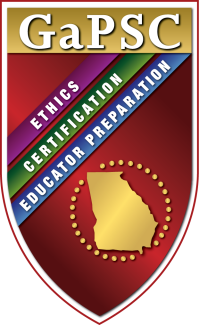 GaPSC
ETHICS
CERTIFICATION
EDUCATOR PREPARATION